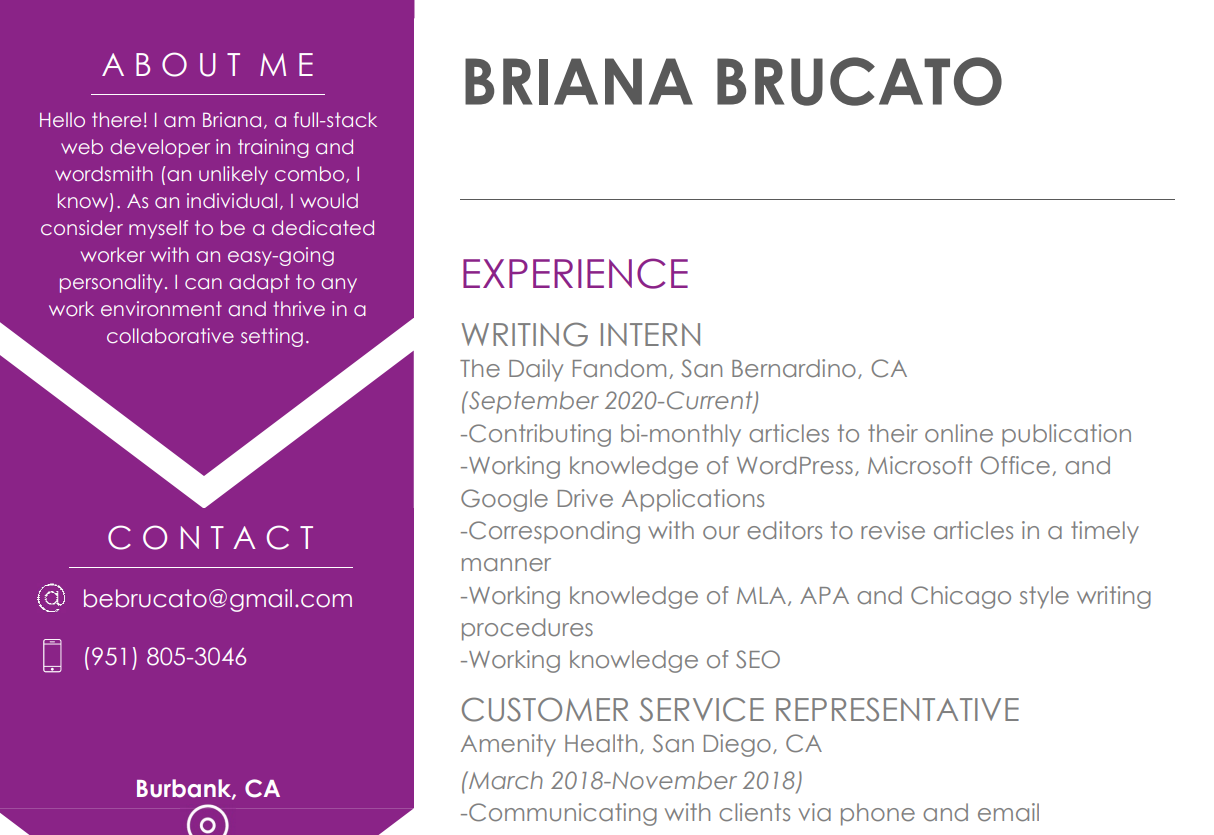 ABOUT ME
Hello there! I am Briana, a full-stack
web developer in training and
wordsmith (an unlikely combo, I
know). As an individual, I would
consider myself to be a dedicated
worker with an easy-going
personality. I can adapt to any
work environment and thrive in a
collaborative setting.
CONTACT
bebrucato@gmail.com
(951) 805-3046
Burbank, CA
BRIANA BRUCATO
EXPERIENCE
WRITING INTERN
The Daily Fandom, San Bernardino, CA
(September 2020-Current)
-Contributing bi-monthly articles to their online publication
-Working knowledge of WordPress, Microsoft Office, and
Google Drive Applications
-Corresponding with our editors to revise articles in a timely
manner
-Working knowledge of MLA, APA and Chicago style writing
procedures
-Working knowledge of SEO
CUSTOMER SERVICE REPRESENTATIVE
Amenity Health, San Diego, CA
(March 2018-November 2018)
-Communicating with clients via phone and email